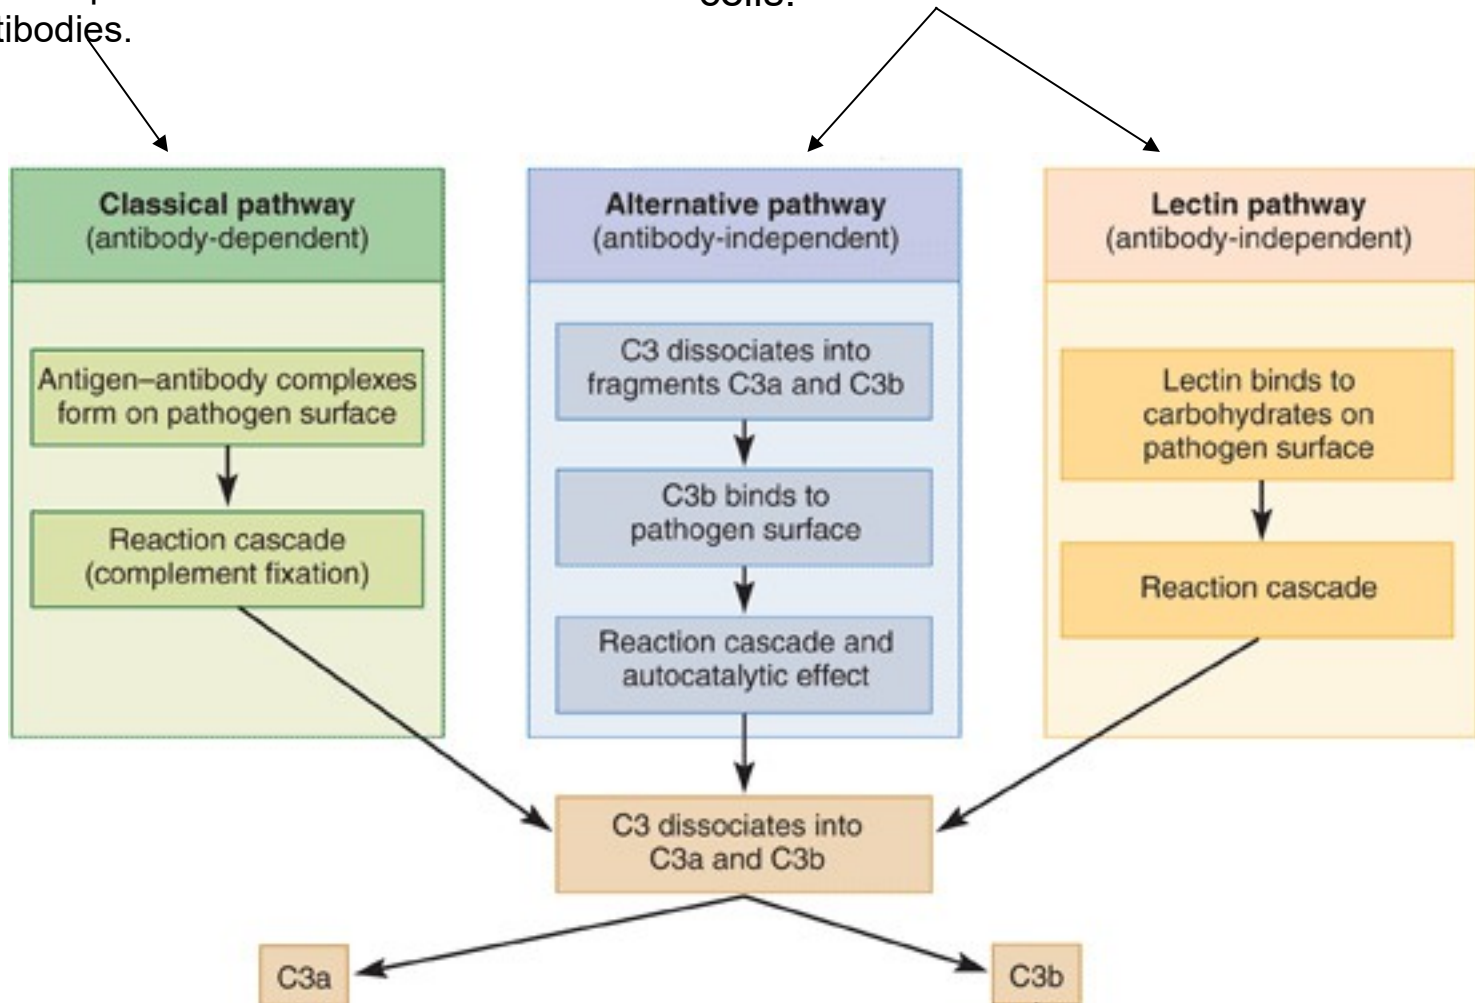 tibodies.
cells.
Classical pathway
(antibody-dependent)
Antigen–antibody complexes
form on pathogen surface
Reaction cascade
(complement fixation)
Alternative pathway
(antibody-independent)
C3 dissociates into
fragments C3a and C3b
C3b binds to
pathogen surface
Reaction cascade and
autocatalytic effect
Lectin pathway
(antibody-independent)
Lectin binds to
carbohydrates on
pathogen surface
Reaction cascade
C3 dissociates into
C3a and C3b
C3a
C3b